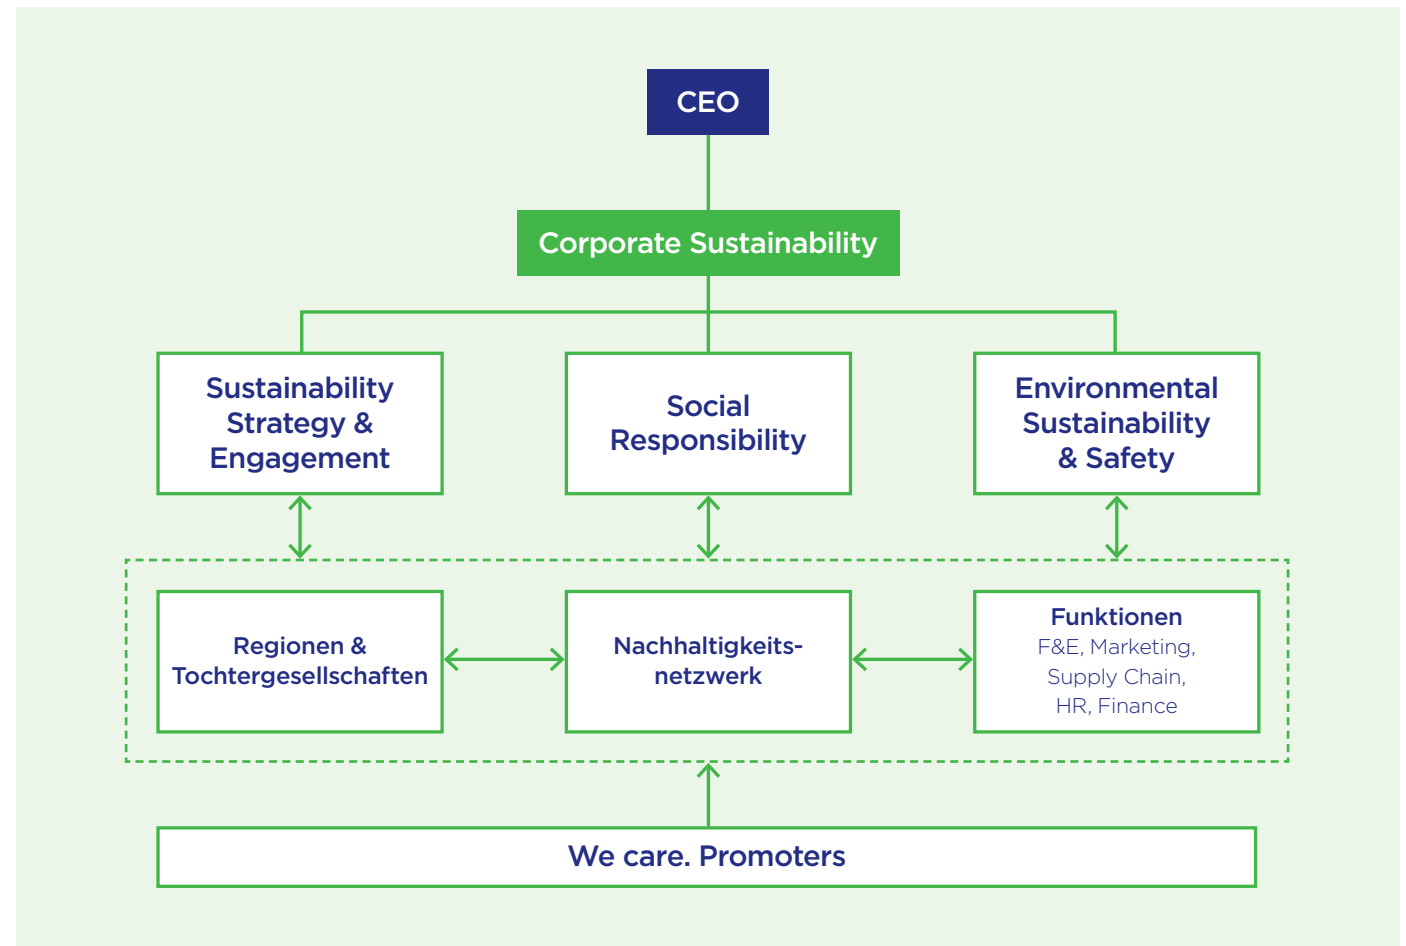 CEO
Corporate Sustainability
Sustainability
Strategy &
Engagement
Social
Responsibility
Environmental
Sustainability
& Safety
Regionen &
Tochtergesellschaften
Nachhaltigkeits-
netzwerk
Funktionen
F&E, Marketing,
Supply Chain,
HR, Finance
We care. Promoters